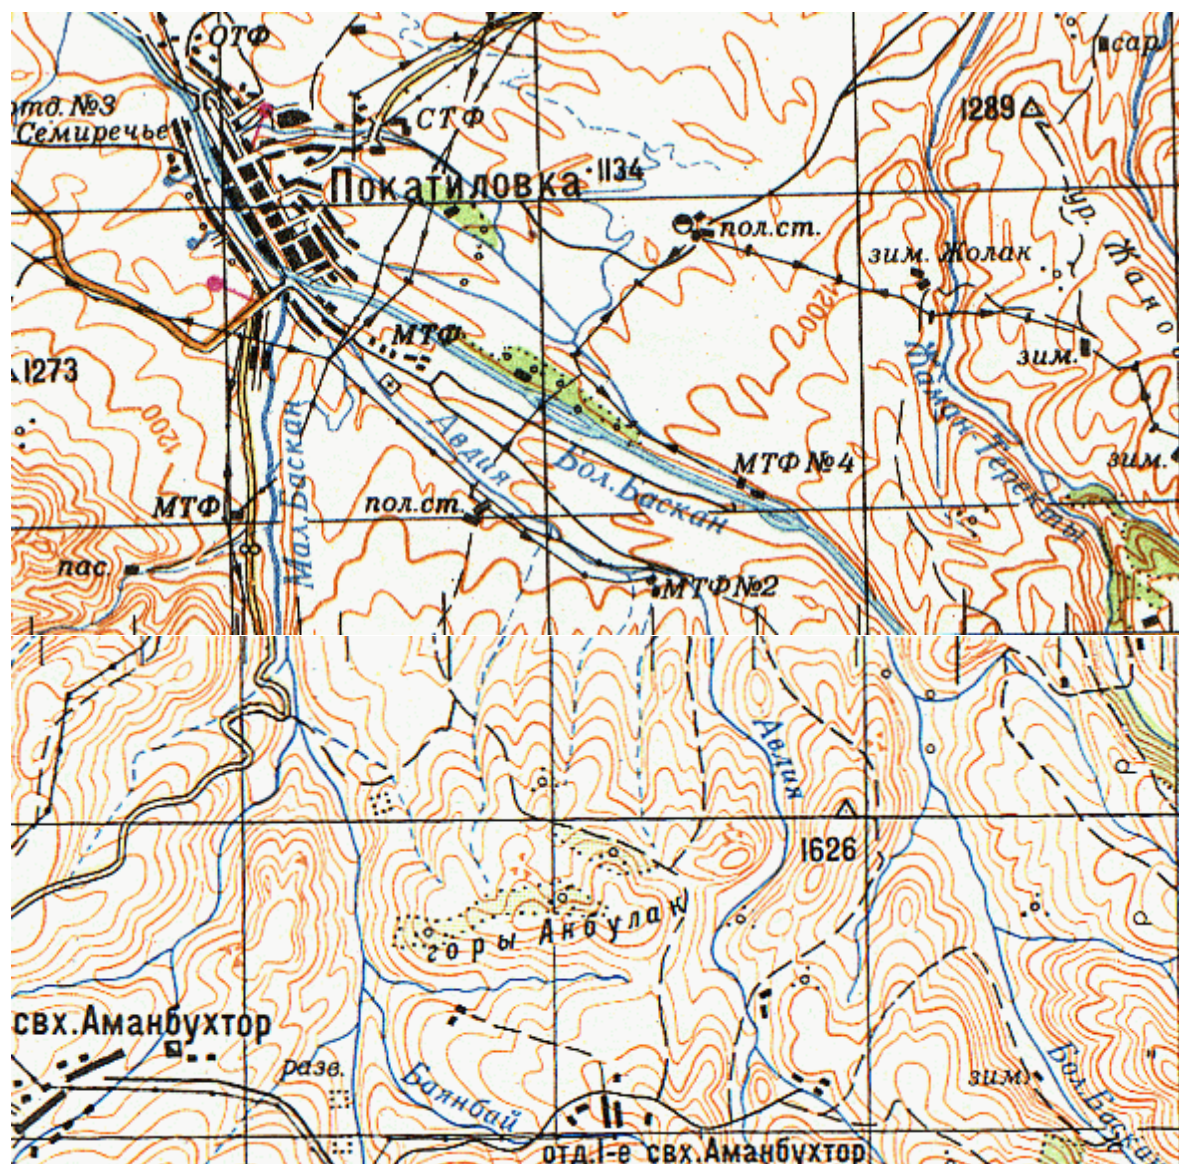 ОТФ
сар.
отд. №3
Семиречье
СТФ
1289
Покатиловка
1134
ур. Жано
пол.ст.
зим. Жолак
1200
МТФ
зим.
1273
1200
Мал. Баскан
Авдия
Бол. Баскан
МТФ №4
Жаман-Теректы
зим.
МТФ
пол.ст.
пас.
МТФ №2
Авдия
1626
горы Анбулак
свх. Аманбухтор
разв.
Баянбай
зим.
Бол. Баскан
отд. 1-е свх. Аманбухтор